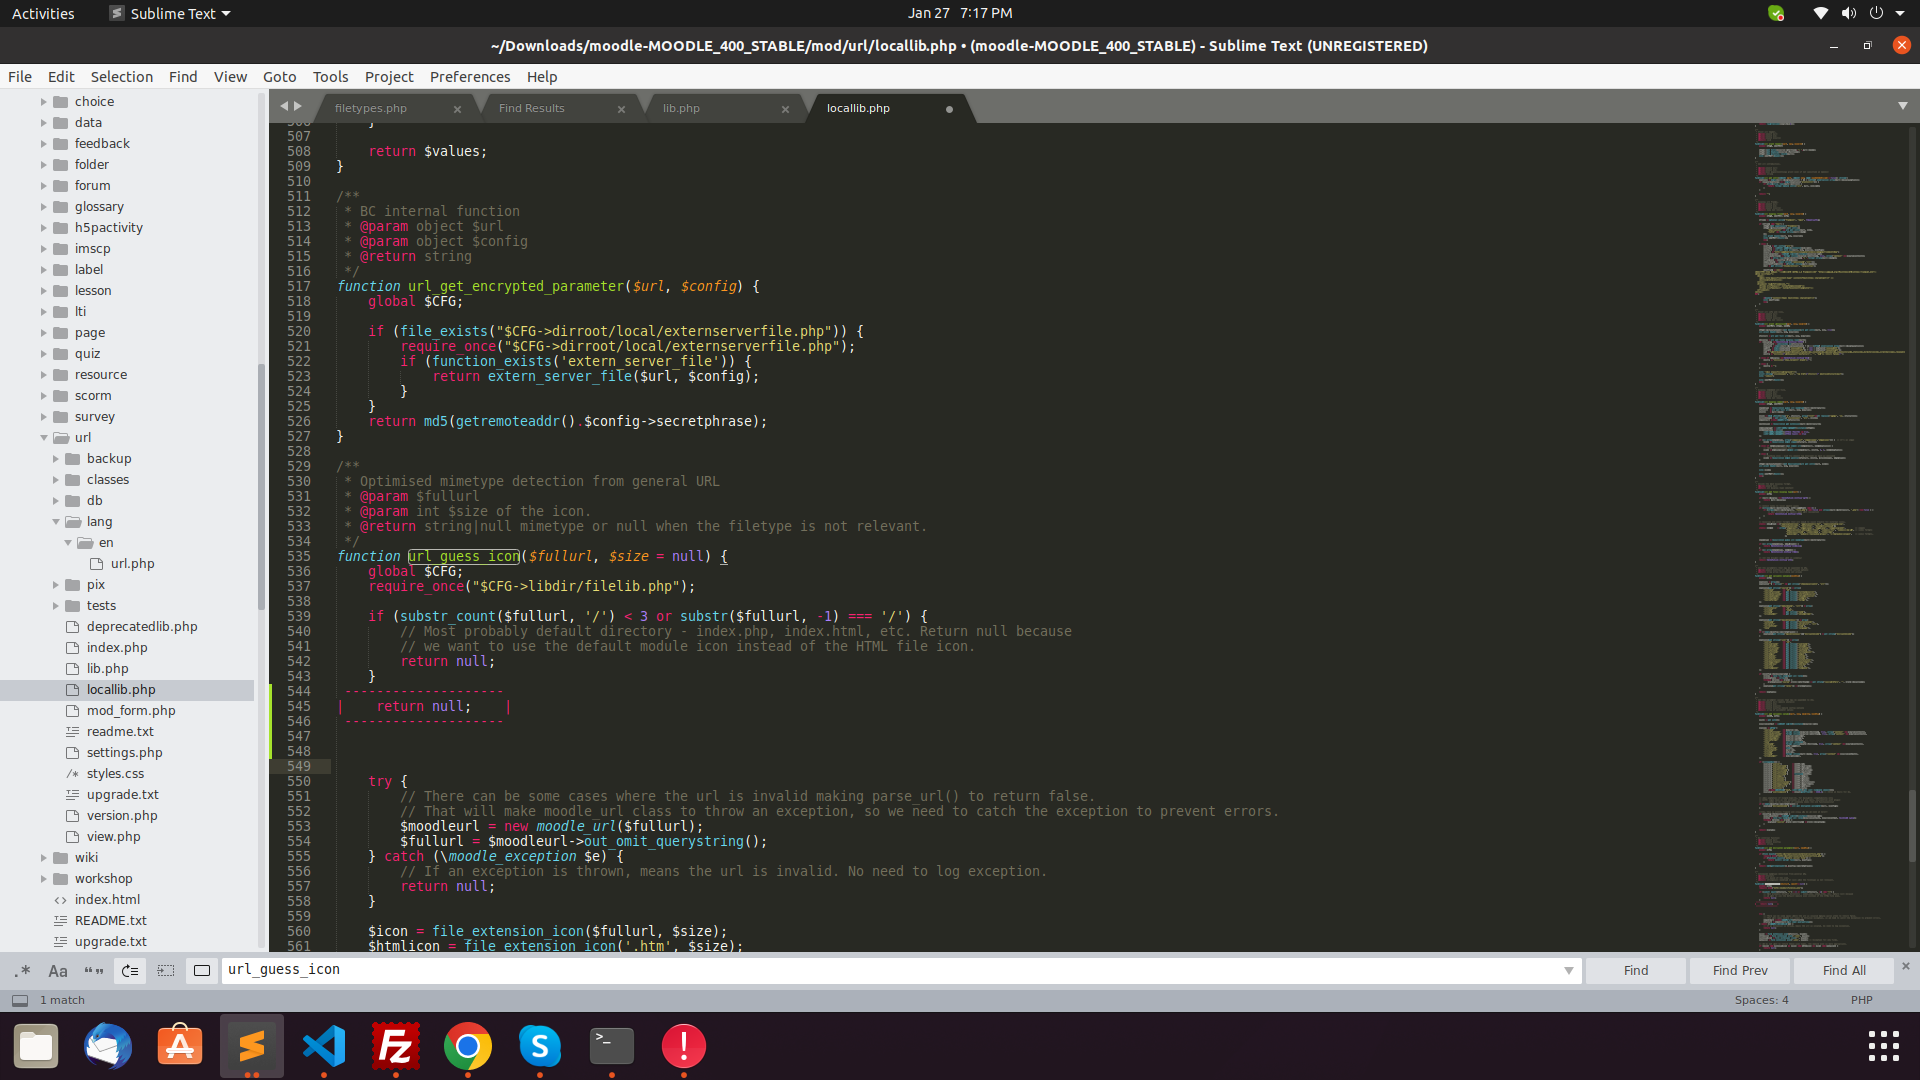 Activities
Sublime Text
Jan 27 7:17 PM
~/Downloads/moodle-MOODLE_400_STABLE/mod/url/locallib.php • (moodle-MOODLE_400_STABLE) - Sublime Text (UNREGISTERED)
File Edit Selection Find View Goto Tools Project Preferences Help
choice
data
feedback
folder
forum
glossary
h5pactivity
imscp
label
lesson
lti
page
quiz
resource
scorm
survey
url
backup
classes
db
lang
en
url.php
pix
tests
deprecatedlib.php
index.php
lib.php
locallib.php
mod_form.php
readme.txt
settings.php
styles.css
upgrade.txt
version.php
view.php
wiki
workshop
index.html
README.txt
upgrade.txt
filetypes.php
Find Results
lib.php
locallib.php
506 }
507
508 return $values;
509 }
510
511 /**
512 * BC internal function
513 * @param object $url
514 * @param object $config
515 * @return string
516 */
517 function url_get_encrypted_parameter($url, $config) {
518 global $CFG;
519
520 if (file_exists("$CFG->dirroot/local/externserverfile.php")) {
521 require_once("$CFG->dirroot/local/externserverfile.php");
522 if (function_exists('extern_server_file')) {
523 return extern_server_file($url, $config);
524 }
525 }
526 return md5(getremoteaddr().$config->secretphrase);
527 }
528
529 /**
530 * Optimised mimetype detection from general URL
531 * @param $fullurl
532 * @param int $size of the icon.
533 * @return string|null mimetype or null when the filetype is not relevant.
534 */
535 function url_guess_icon($fullurl, $size = null) {
536 global $CFG;
537 require_once("$CFG->libdir/filelib.php");
538
539 if (substr_count($fullurl, '/') < 3 or substr($fullurl, -1) === '/') {
540 // Most probably default directory - index.php, index.html, etc. Return null because
541 // we want to use the default module icon instead of the HTML file icon.
542 return null;
543 }
544 --------------------
545 | return null; |
546 --------------------
547
548
549
550 try {
551 // There can be some cases where the url is invalid making parse_url() to return false.
552 // That will make moodle_url class to throw an exception, so we need to catch the exception to prevent errors.
553 $moodleurl = new moodle_url($fullurl);
554 $fullurl = $moodleurl->out_omit_querystring();
555 } catch (\moodle_exception $e) {
556 // If an exception is thrown, means the url is invalid. No need to log exception.
557 return null;
558 }
559
560 $icon = file_extension_icon($fullurl, $size);
561 $htmlicon = file_extension_icon('.htm', $size);
.* Aa “” url_guess_icon Find Find Prev Find All
1 match
Spaces: 4
PHP